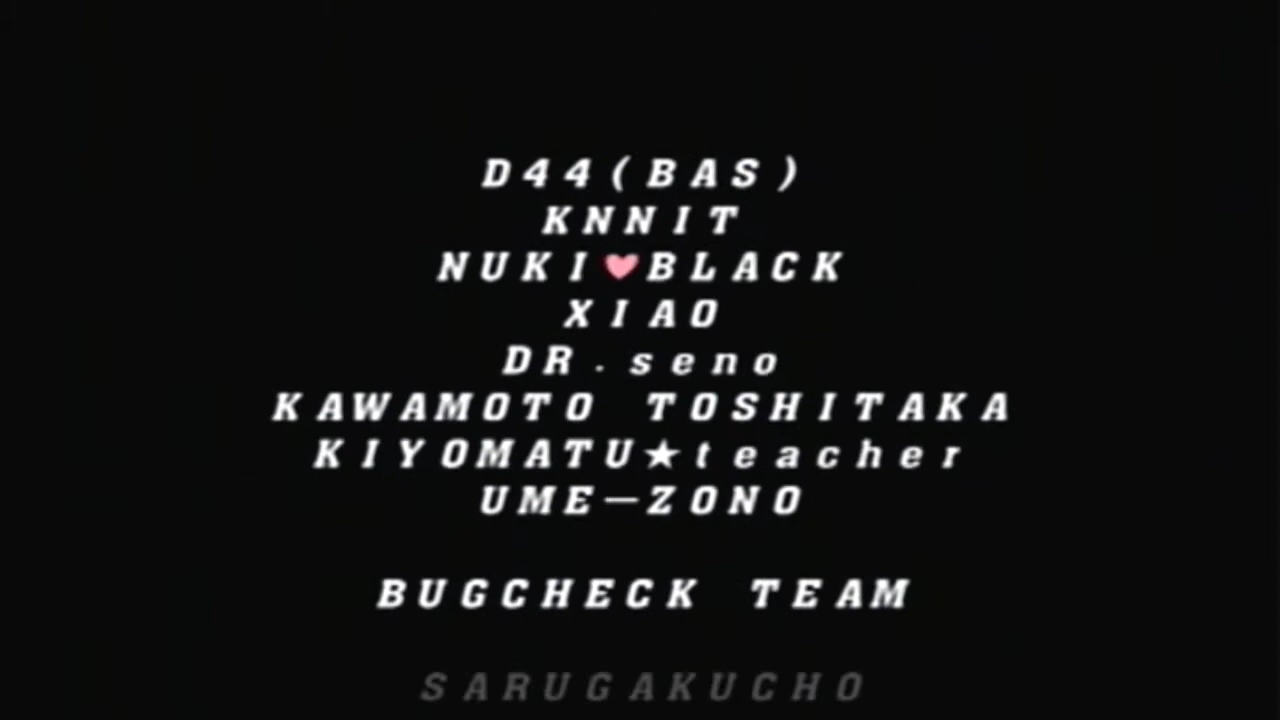 D44(BAS)
KNNIT
NUKI♥BLACK
XIAO
DR.seno
KAWAMOTO TOSHITAKA
KIYOMATU★teacher
UME—ZONO
BUGCHECK TEAM
SARUGAKUCHO